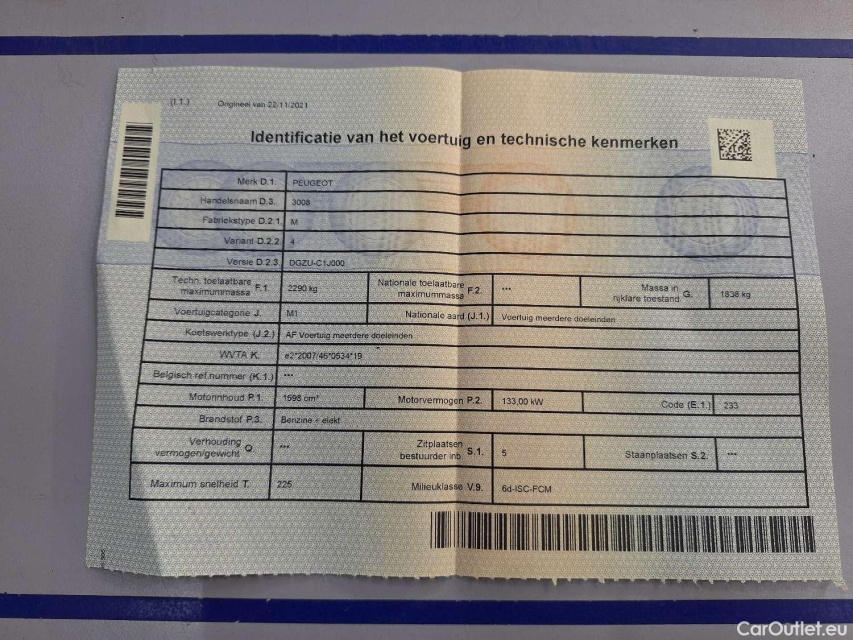 (I.1.) Origineel van 22/11/2021
Identificatie van het voertuig en technische kenmerken
Merk D.1. PEUGEOT
Handelsnaam D.3. 3008
Fabriekstype D.2.1. M
Variant D.2.2. 4
Versie D.2.3. DGZU-C1J000
Techn. toelaatbare maximummassa F.1. 2290 kg Nationale toelaatbare maximummassa F.2. --- Massa in rijklare toestand G. 1838 kg
Voertuigcategorie J. M1 Nationale aard (J.1.) Voertuig meerdere doeleinden
Koetswerktype (J.2.) AF Voertuig meerdere doeleinden
WVTA K. e2*2007/46*0534*19
Belgisch ref.nummer (K.1.) ---
Motorinhoud P.1. 1598 cm³ Motorvermogen P.2. 133,00 kW Code (E.1.) 233
Brandstof P.3. Benzine + elekt
Verhouding vermogen/gewicht Q --- Zitplaatsen bestuurder inb S.1. 5 Staanplaatsen S.2. ---
Maximum snelheid T. 225 Milieuklasse V.9. 6d-ISC-FCM
CarOutlet.eu